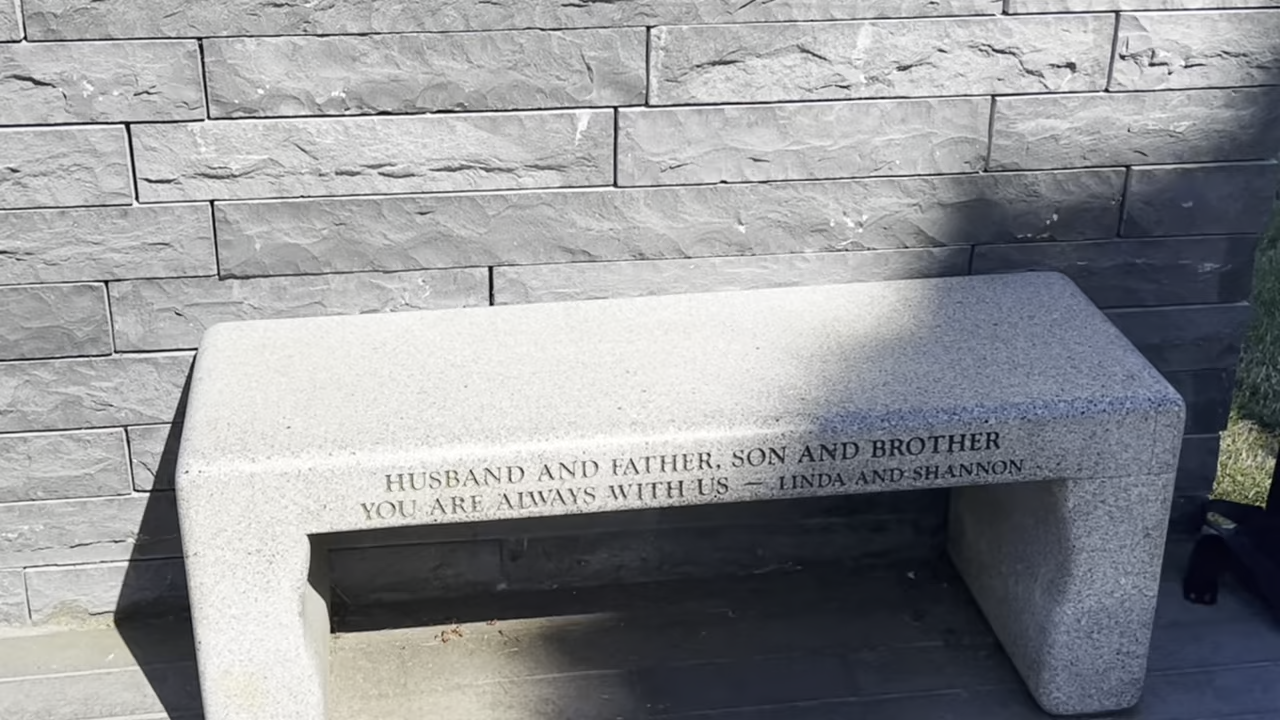 HUSBAND AND FATHER, SON AND BROTHER
YOU ARE ALWAYS WITH US — LINDA AND SHANNON